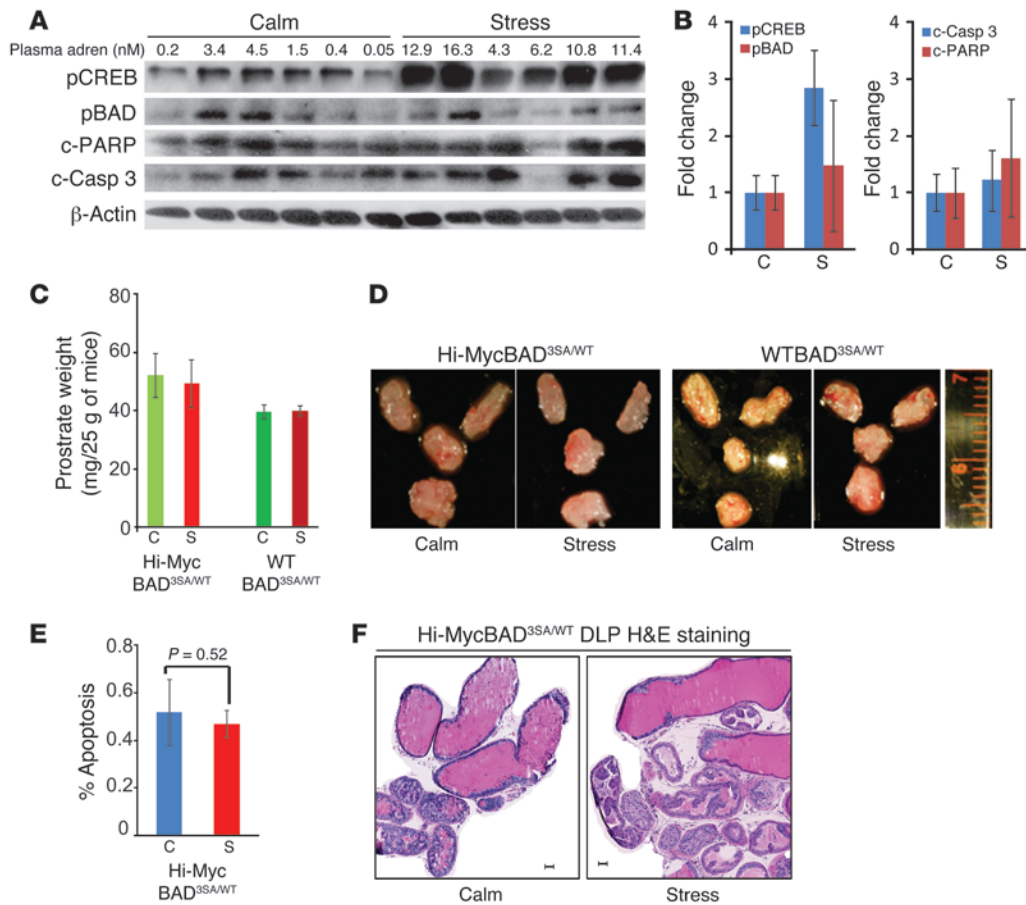 A
Calm
Stress
Plasma adren (nM) 0.2 3.4 4.5 1.5 0.4 0.05 12.9 16.3 4.3 6.2 10.8 11.4
pCREB
pBAD
c-PARP
c-Casp 3
β-Actin
B
pCREB
pBAD
Fold change
4
3
2
1
0
C S
c-Casp 3
c-PARP
Fold change
4
3
2
1
0
C S
C
Prostrate weight
(mg/25 g of mice)
80
60
40
20
0
C S C S
Hi-Myc WT
BAD3SA/WT BAD3SA/WT
D
Hi-MycBAD3SA/WT WTBAD3SA/WT
7
6
Calm Stress Calm Stress
E
% Apoptosis
0.8
0.6
0.4
0.2
0
P = 0.52
C S
Hi-Myc
BAD3SA/WT
F
Hi-MycBAD3SA/WT DLP H&E staining
Calm Stress